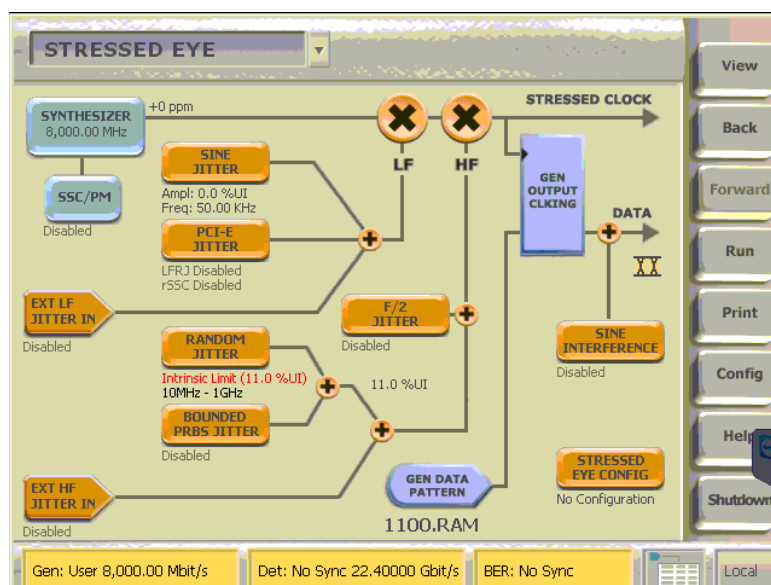 STRESSED EYE
View
SYNTHESIZER
8,000.00 MHz
+0 ppm
STRESSED CLOCK
Back
SINE
JITTER
LF
HF
GEN
OUTPUT
CLKING
SSC/PM
Ampl: 0.0 %UI
Freq: 50.00 KHz
Forward
Disabled
PCI-E
JITTER
DATA
LFRJ Disabled
rSSC Disabled
Run
EXT LF
JITTER IN
F/2
JITTER
Print
Disabled
RANDOM
JITTER
Disabled
SINE
INTERFERENCE
Intrinsic Limit (11.0 %UI)
10MHz - 1GHz
11.0 %UI
Disabled
Config
BOUNDED
PRBS JITTER
Disabled
Help
STRESSED
EYE CONFIG
EXT HF
JITTER IN
GEN DATA
PATTERN
No Configuration
Shutdown
Disabled
1100.RAM
Gen: User 8,000.00 Mbit/s
Det: No Sync 22.40000 Gbit/s
BER: No Sync
Local